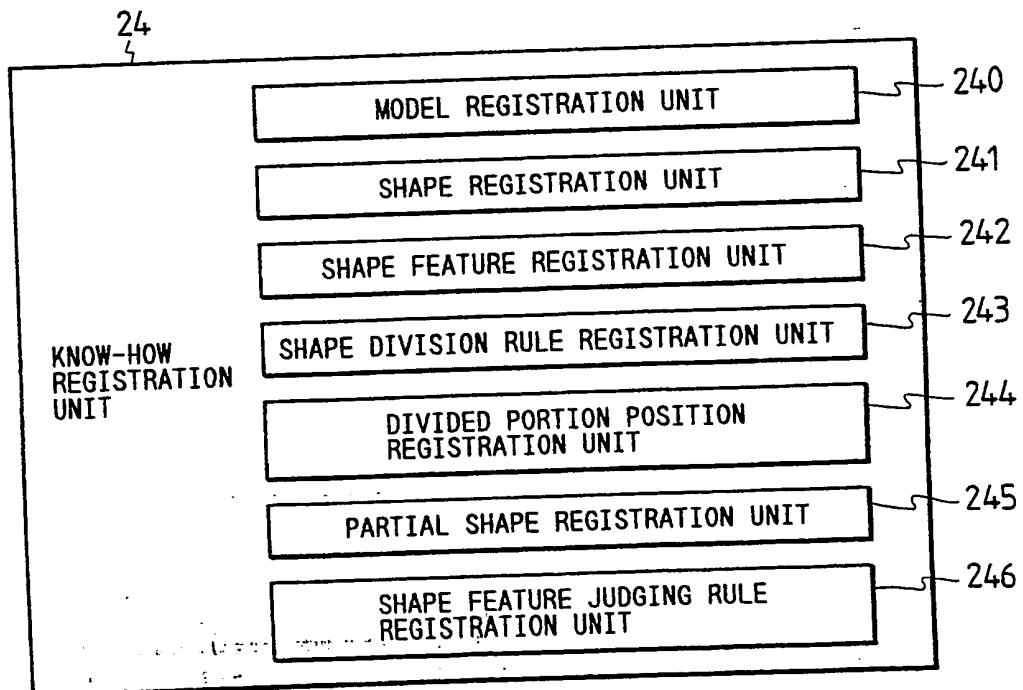 24
MODEL REGISTRATION UNIT
240
SHAPE REGISTRATION UNIT
241
SHAPE FEATURE REGISTRATION UNIT
242
SHAPE DIVISION RULE REGISTRATION UNIT
243
KNOW-HOW
REGISTRATION
UNIT
DIVIDED PORTION POSITION
REGISTRATION UNIT
244
PARTIAL SHAPE REGISTRATION UNIT
245
SHAPE FEATURE JUDGING RULE
REGISTRATION UNIT
246